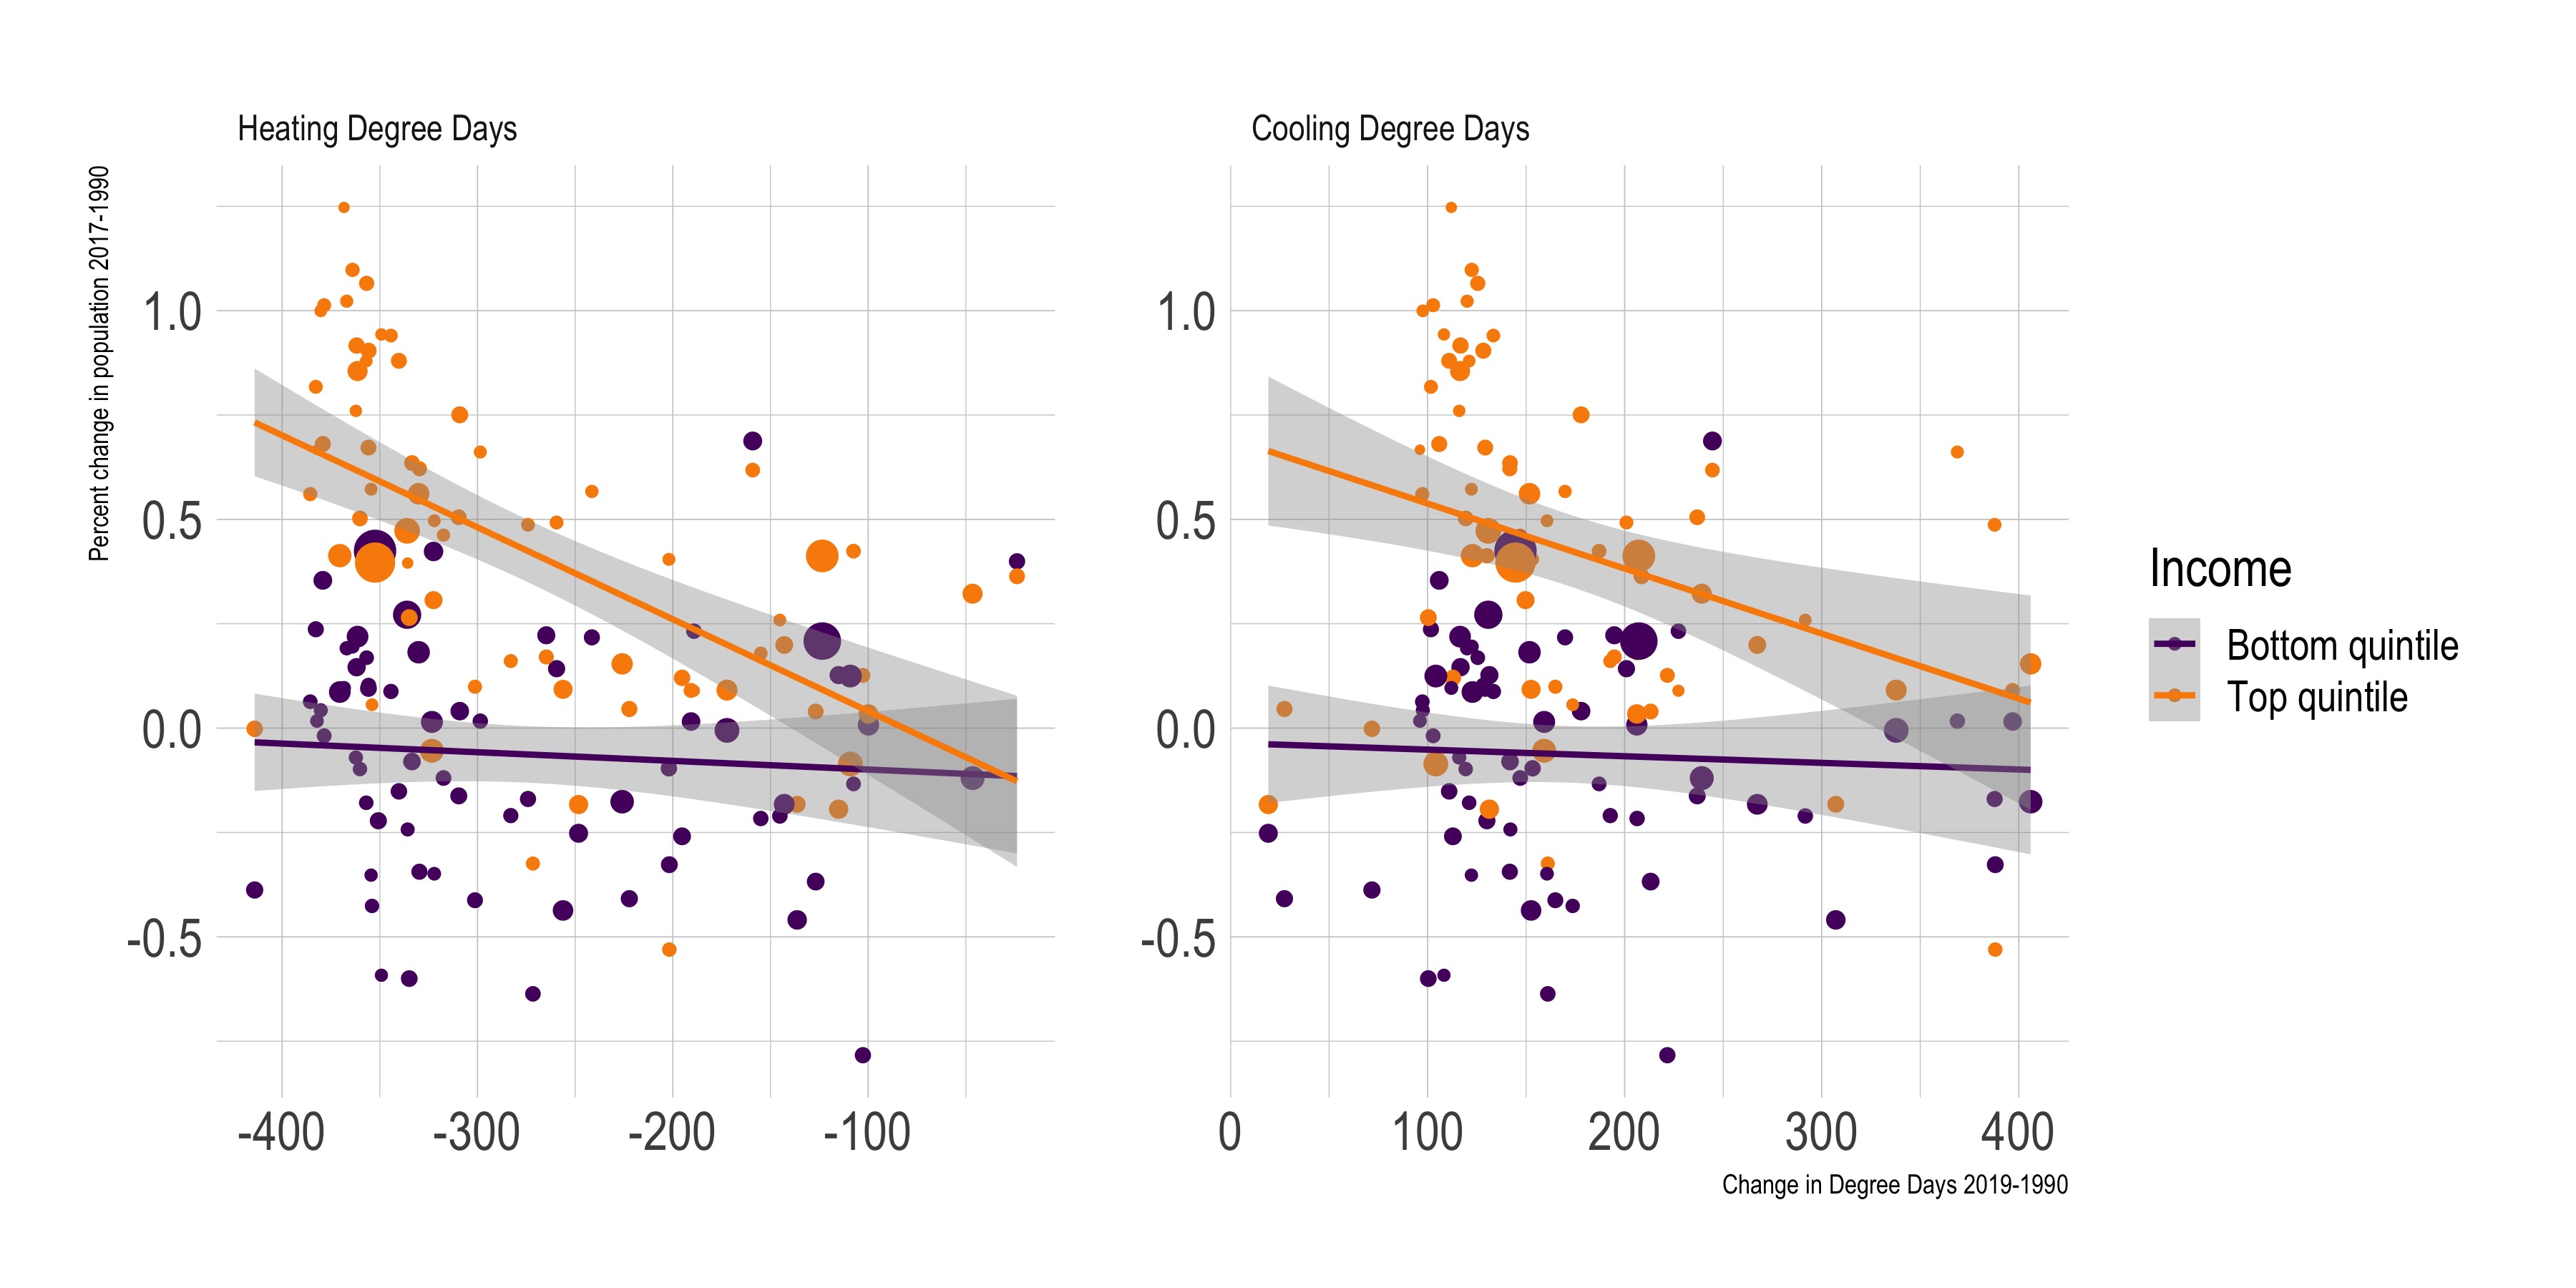 Heating Degree Days
Cooling Degree Days
Percent change in population 2017-1990
1.0
0.5
0.0
-0.5
-400
-300
-200
-100
1.0
0.5
0.0
-0.5
0
100
200
300
400
Change in Degree Days 2019-1990
Income
Bottom quintile
Top quintile